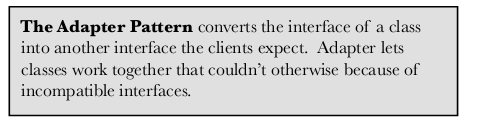 The Adapter Pattern converts the interface of a class
into another interface the clients expect.  Adapter lets
classes work together that couldn’t otherwise because of
incompatible interfaces.